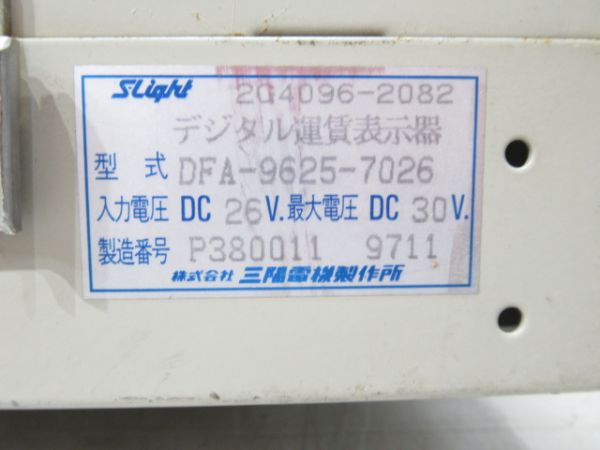 SLight 2G4096-2082
デジタル運賃表示器
型式 DFA-9625-7026
入力電圧 DC 26V. 最大電圧 DC 30V.
製造番号 P380011 9711
株式会社 三陽電機製作所